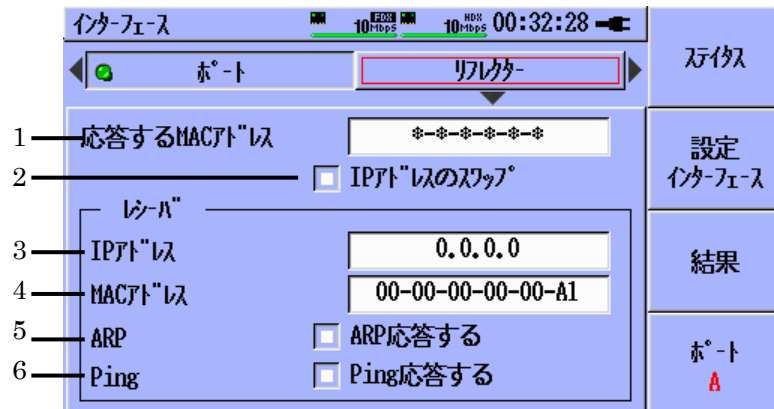 インターフェース
FDX
10Mbps
HDX
10Mbps
00:32:28
ポート
リフレクター
ステイタス
1
応答するMACアドレス
*-*-*-*-*-*
2
IPアドレスのスワップ
設定
インターフェース
レシーバ
3
IPアドレス
0.0.0.0
結果
4
MACアドレス
00-00-00-00-00-A1
5
ARP
ARP応答する
6
Ping
Ping応答する
ポート
A